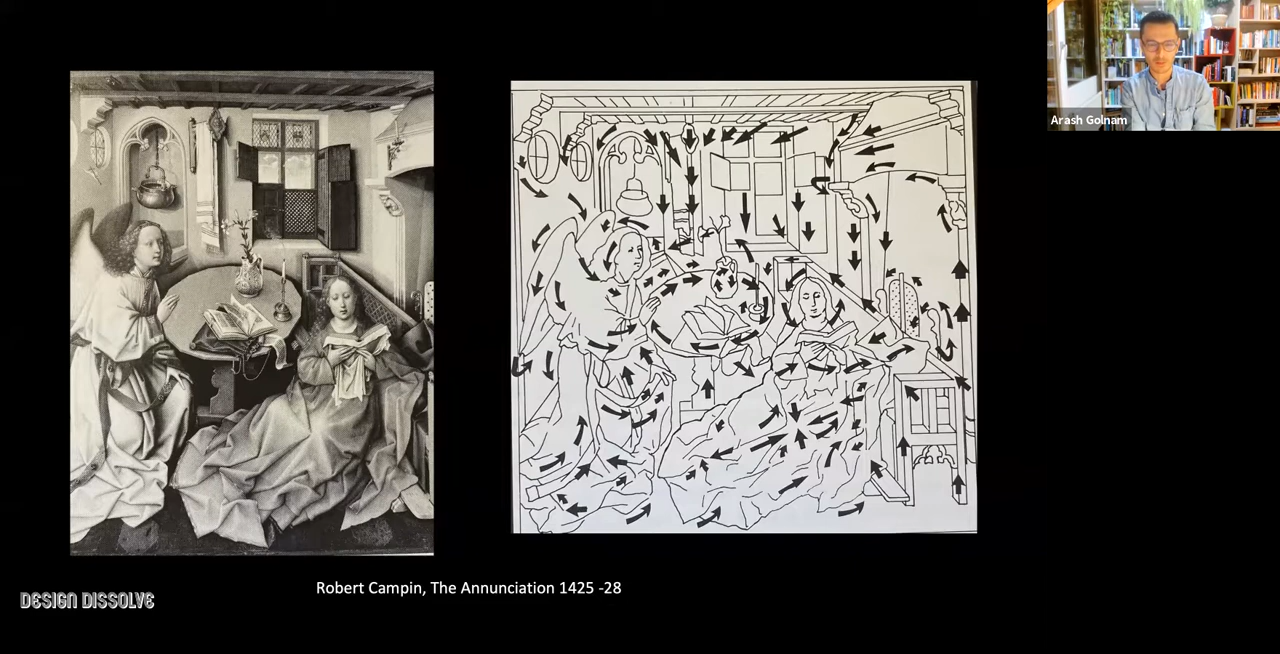 Arash Golnam
Robert Campin, The Annunciation 1425 -28
DESIGN DISSOLVE